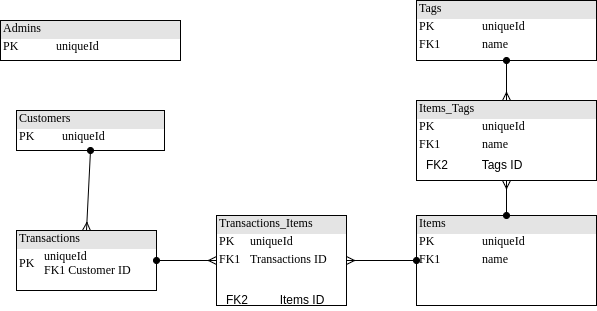 Admins
PK uniqueId
Customers
PK uniqueId
Transactions
PK uniqueId
FK1 Customer ID
Transactions_Items
PK uniqueId
FK1 Transactions ID
FK2 Items ID
Tags
PK uniqueId
FK1 name
Items_Tags
PK uniqueId
FK1 name
FK2 Tags ID
Items
PK uniqueId
FK1 name